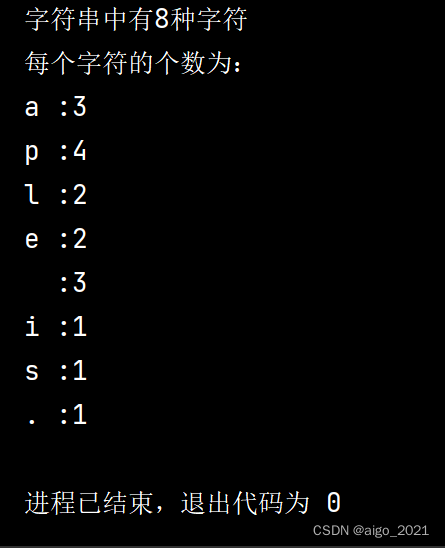 字符串中有8种字符
每个字符的个数为：
a :3
p :4
l :2
e :2
  :3
i :1
s :1
. :1
进程已结束，退出代码为 0
CSDN @aigo_2021